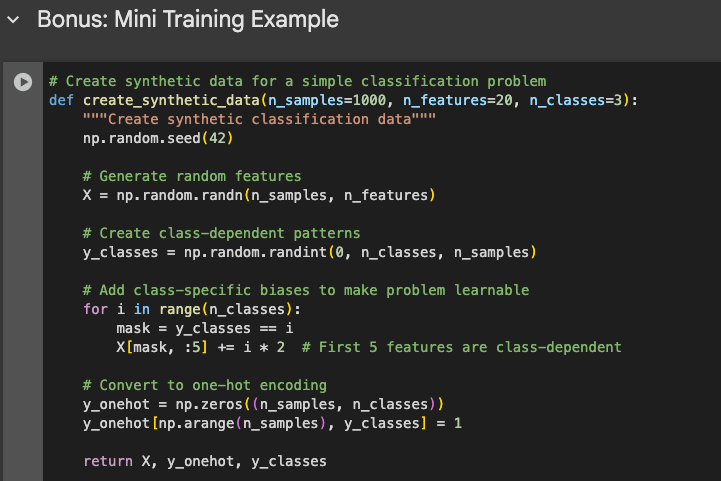 Bonus: Mini Training Example
# Create synthetic data for a simple classification problem
def create_synthetic_data(n_samples=1000, n_features=20, n_classes=3):
    """Create synthetic classification data"""
    np.random.seed(42)

    # Generate random features
    X = np.random.randn(n_samples, n_features)

    # Create class-dependent patterns
    y_classes = np.random.randint(0, n_classes, n_samples)

    # Add class-specific biases to make problem learnable
    for i in range(n_classes):
        mask = y_classes == i
        X[mask, :5] += i * 2  # First 5 features are class-dependent

    # Convert to one-hot encoding
    y_onehot = np.zeros((n_samples, n_classes))
    y_onehot[np.arange(n_samples), y_classes] = 1

    return X, y_onehot, y_classes